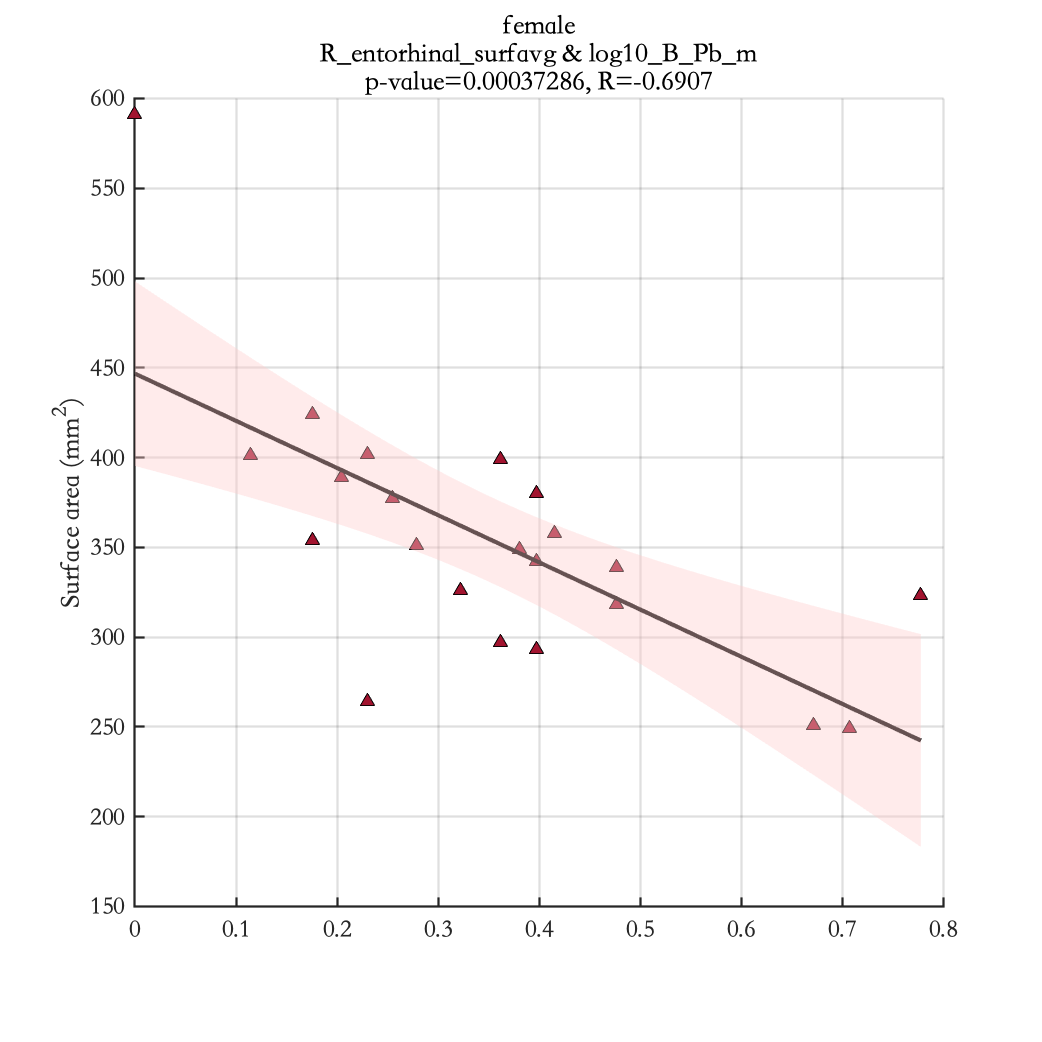 female
R_entorhinal_surfavg & log10_B_Pb_m
p-value=0.00037286, R=-0.6907
600
550
500
450
400
350
300
250
200
150
Surface area (mm²)
0 0.1 0.2 0.3 0.4 0.5 0.6 0.7 0.8